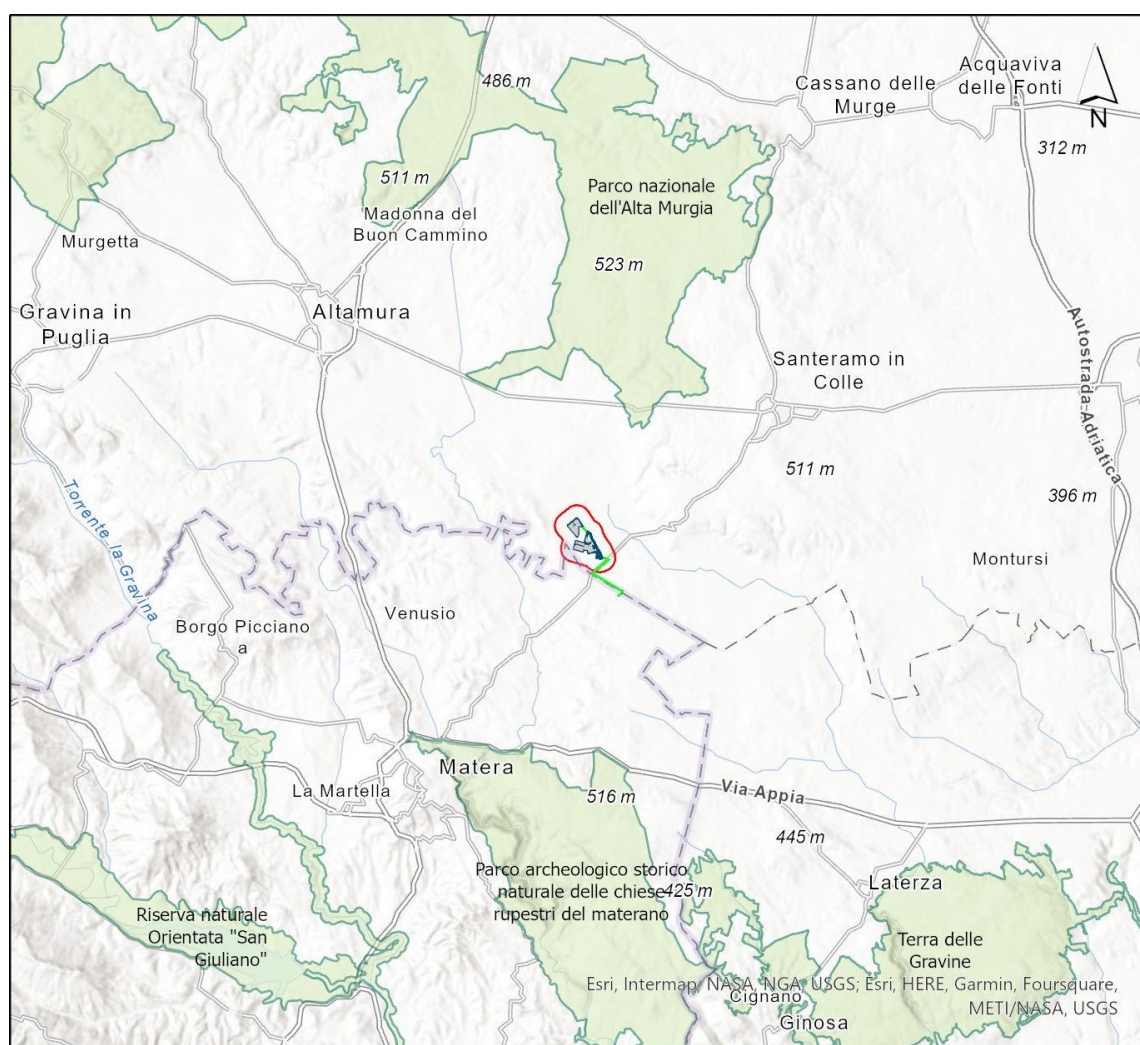 486 m
Cassano delle
Murge
Acquaviva
delle Fonti
N
312 m
511 m
Parco nazionale
dell'Alta Murgia
Madonna del
Buon Cammino
Murgetta
523 m
Gravina in
Puglia
Altamura
Autostrada Adriatica
Santeramo in
Colle
511 m
396 m
Torrente la Gravina
Montursi
Venusio
Borgo Picciano
a
Matera
La Martella
516 m
Via Appia
445 m
Parco archeologico storico
naturale delle chiese
rupestri del materano
425 m
Laterza
Riserva naturale
Orientata "San
Giuliano"
Terra delle
Gravine
Esri, Intermap, NASA, NGA, USGS; Esri, HERE, Garmin, Foursquare,
METI/NASA, USGS
Cignano
Ginosa